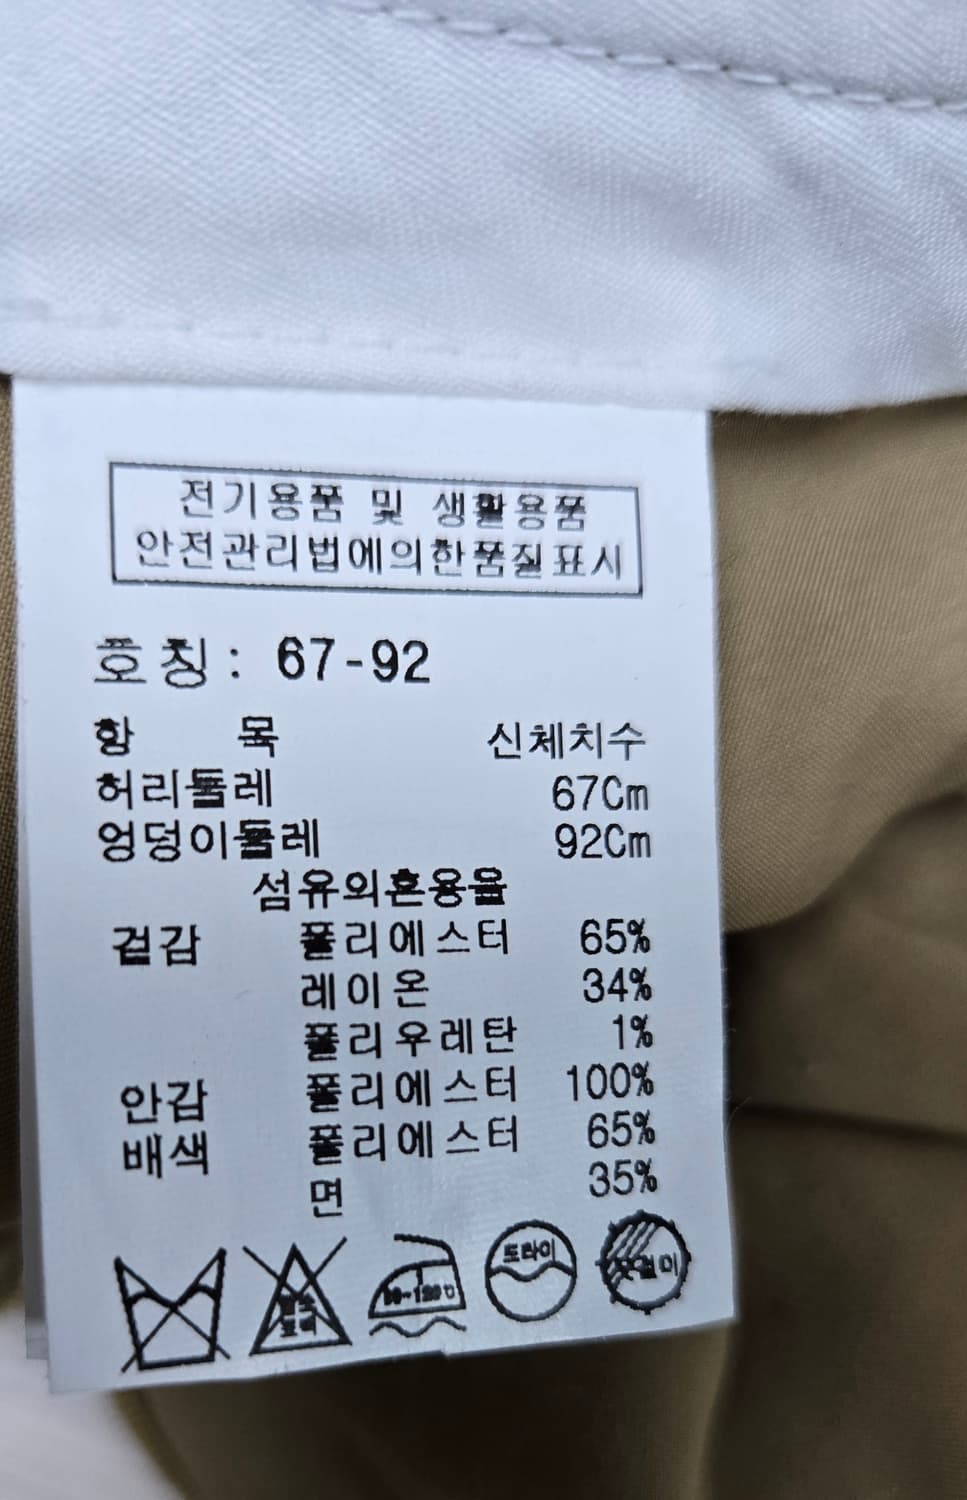 전기용품 및 생활용품
안전관리법에의한품질표시
호칭: 67-92
항 목 신체치수
허리둘레 67Cm
엉덩이둘레 92Cm
섬유의혼용율
겉감 폴리에스터 65%
레이온 34%
폴리우레탄 1%
안감 폴리에스터 100%
배색 폴리에스터 65%
면 35%
드라이